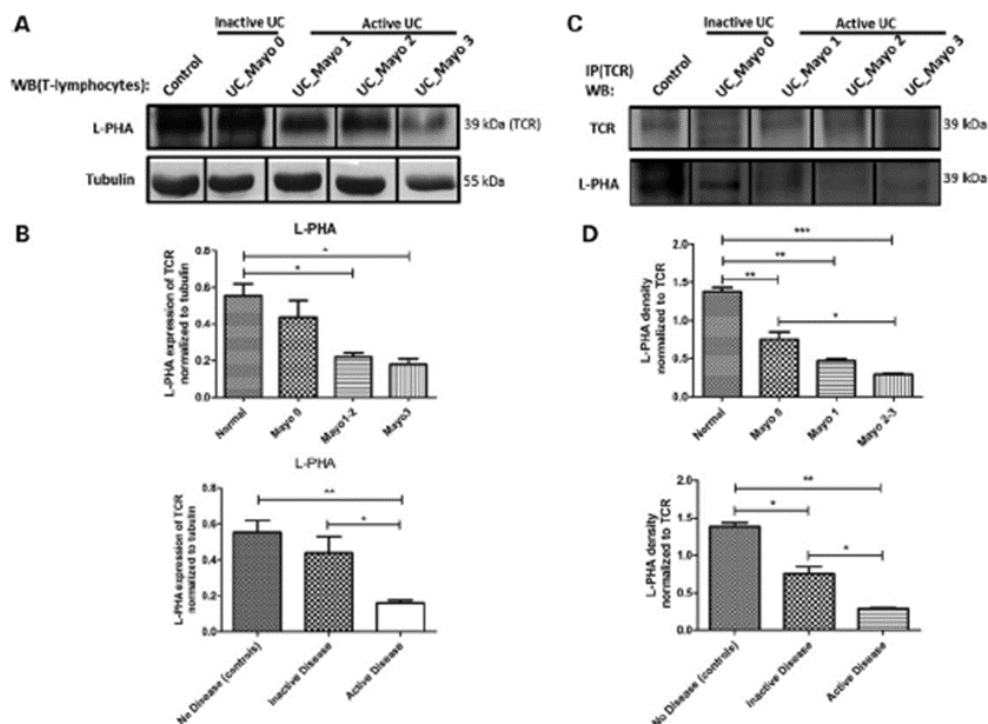 A
Inactive UC
Active UC
WB(T-lymphocytes):
Control
UC_Mayo 0
UC_Mayo 1
UC_Mayo 2
UC_Mayo 3
L-PHA
39 kDa (TCR)
Tubulin
55 kDa
C
Inactive UC
Active UC
IP(TCR)
WB:
Control
UC_Mayo 0
UC_Mayo 1
UC_Mayo 2
UC_Mayo 3
TCR
39 kDa
L-PHA
39 kDa
B
L-PHA
L-PHA expression of TCR
normalized to tubulin
0.8
0.6
0.4
0.2
0.0
*
*
Normal
Mayo 0
Mayo1-2
Mayo3
L-PHA
L-PHA expression of TCR
normalized to tubulin
0.8
0.6
0.4
0.2
0.0
**
*
No Disease (controls)
Inactive Disease
Active Disease
D
L-PHA density
normalized to TCR
2.0
1.5
1.0
0.5
0.0
***
**
**
*
Normal
Mayo 0
Mayo 1
Mayo 2-3
L-PHA density
normalized to TCR
2.0
1.5
1.0
0.5
0.0
**
*
*
No Disease (controls)
Inactive Disease
Active Disease